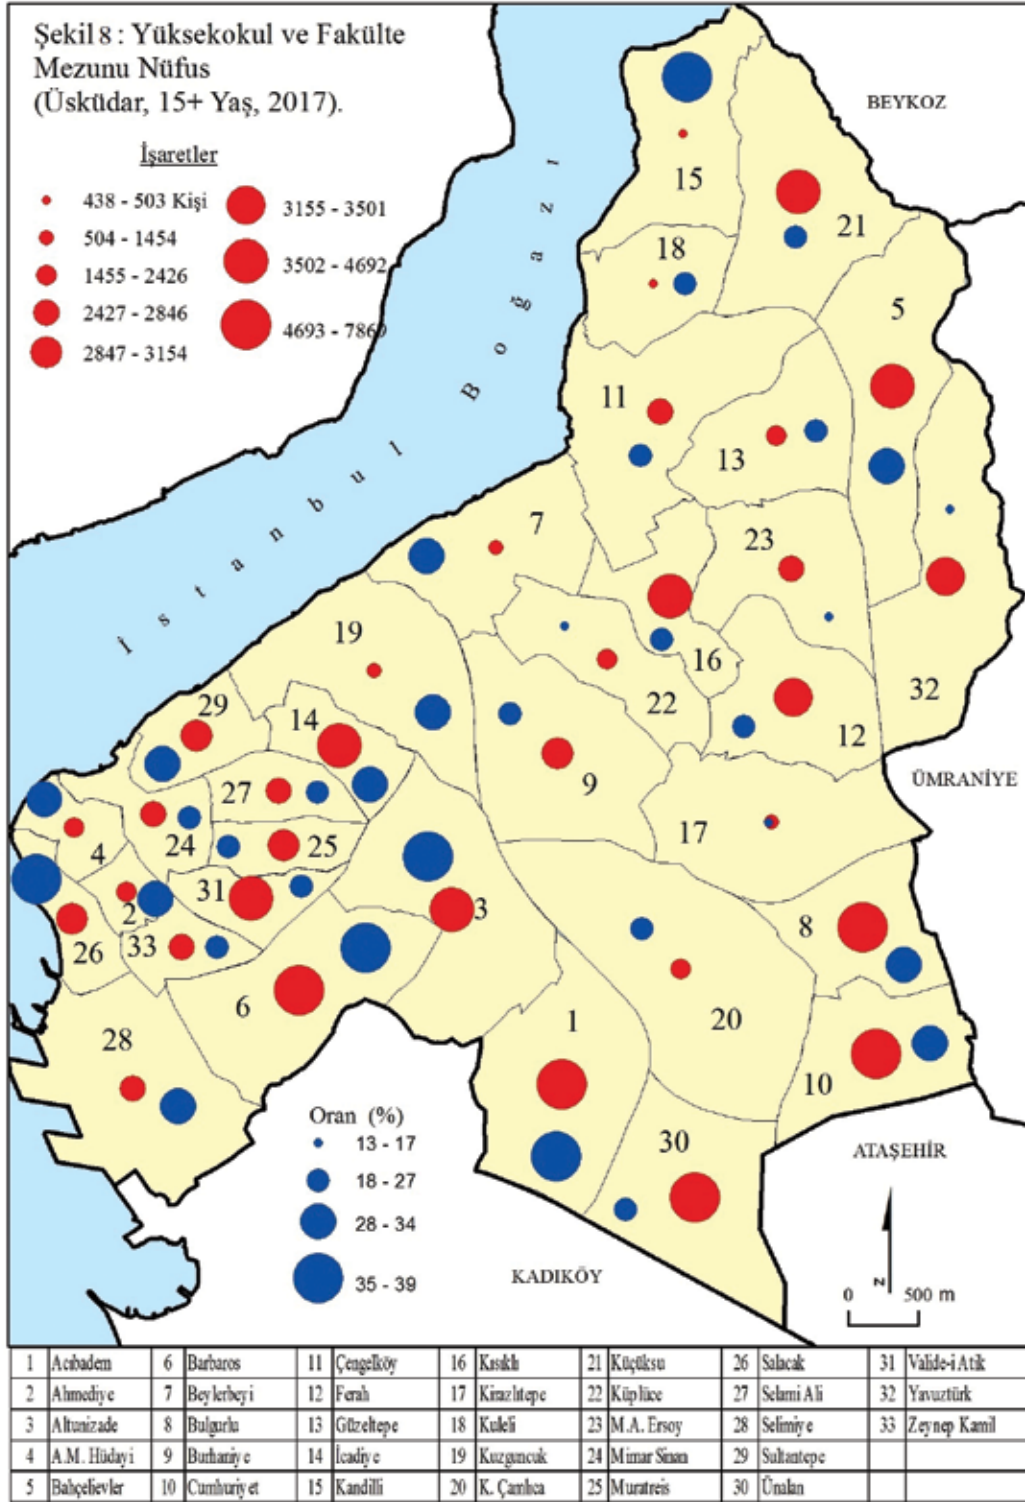 Şekil 8 : Yüksekokul ve Fakülte
Mezunu Nüfus
(Üsküdar, 15+ Yaş, 2017).
İşaretler
438 - 503 Kişi
504 - 1454
1455 - 2426
2427 - 2846
2847 - 3154
3155 - 3501
3502 - 4692
4693 - 7869
İstanbul Boğazı
BEYKOZ
15
21
18
5
11
13
7
23
19
16
22
32
29
14
12
ÜMRANİYE
27
9
24
25
17
4
31
2
3
8
33
26
6
1
20
28
10
30
ATAŞEHİR
KADIKÖY
Oran (%)
13 - 17
18 - 27
28 - 34
35 - 39
N
0 500 m
1 Acıbadem 6 Barbaros 11 Çengelköy 16 Kısıklı 21 Küçüksu 26 Salacak 31 Valide-i Atik
2 Ahmediye 7 Beylerbeyi 12 Ferah 17 Kirazlıtepe 22 Küplüce 27 Selami Ali 32 Yavuztürk
3 Altunizade 8 Bulgurlu 13 Güzeltepe 18 Kuleli 23 M.A. Ersoy 28 Selimiye 33 Zeynep Kamil
4 A.M. Hüdayi 9 Burhaniye 14 İcadiye 19 Kuzguncuk 24 Mimar Sinan 29 Sultantepe
5 Bahçelievler 10 Cumhuriyet 15 Kandilli 20 K. Çamlıca 25 Muratreis 30 Ünalan